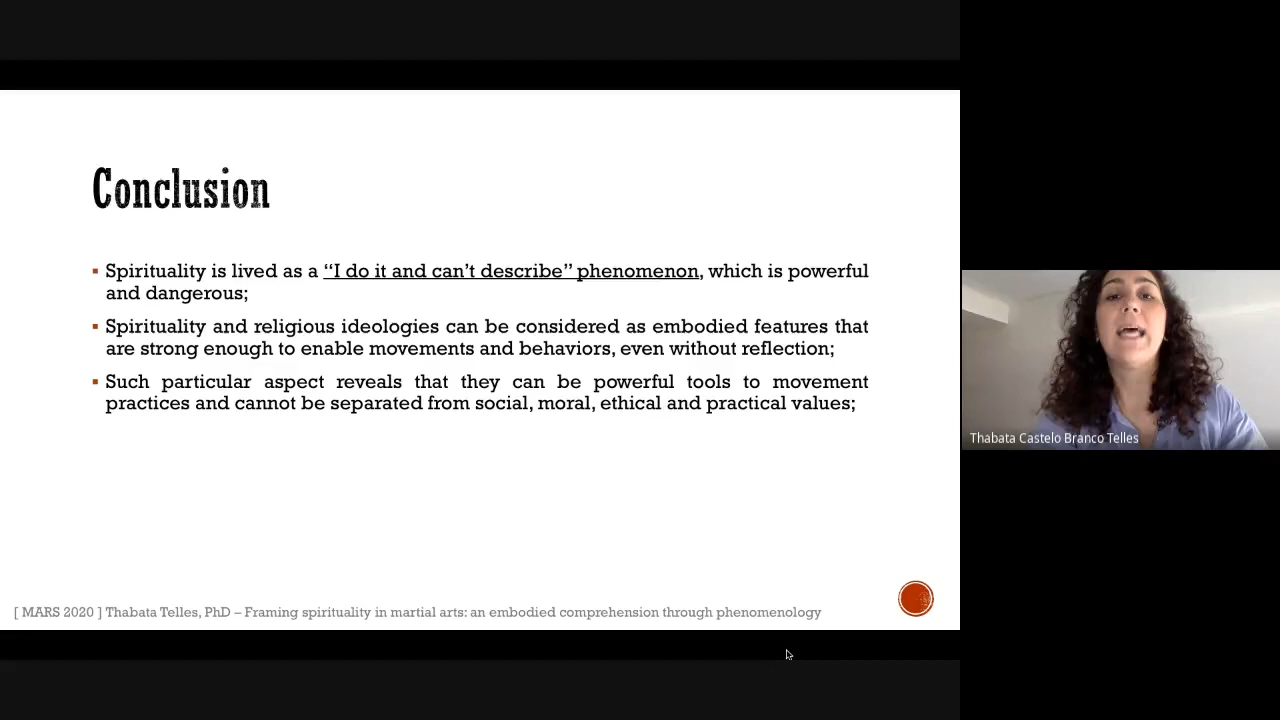 Conclusion
▪ Spirituality is lived as a “I do it and can’t describe” phenomenon, which is powerful
and dangerous;
▪ Spirituality and religious ideologies can be considered as embodied features that
are strong enough to enable movements and behaviors, even without reflection;
▪ Such particular aspect reveals that they can be powerful tools to movement
practices and cannot be separated from social, moral, ethical and practical values;
Thabata Castelo Branco Telles
[ MARS 2020 ] Thabata Telles, PhD – Framing spirituality in martial arts: an embodied comprehension through phenomenology